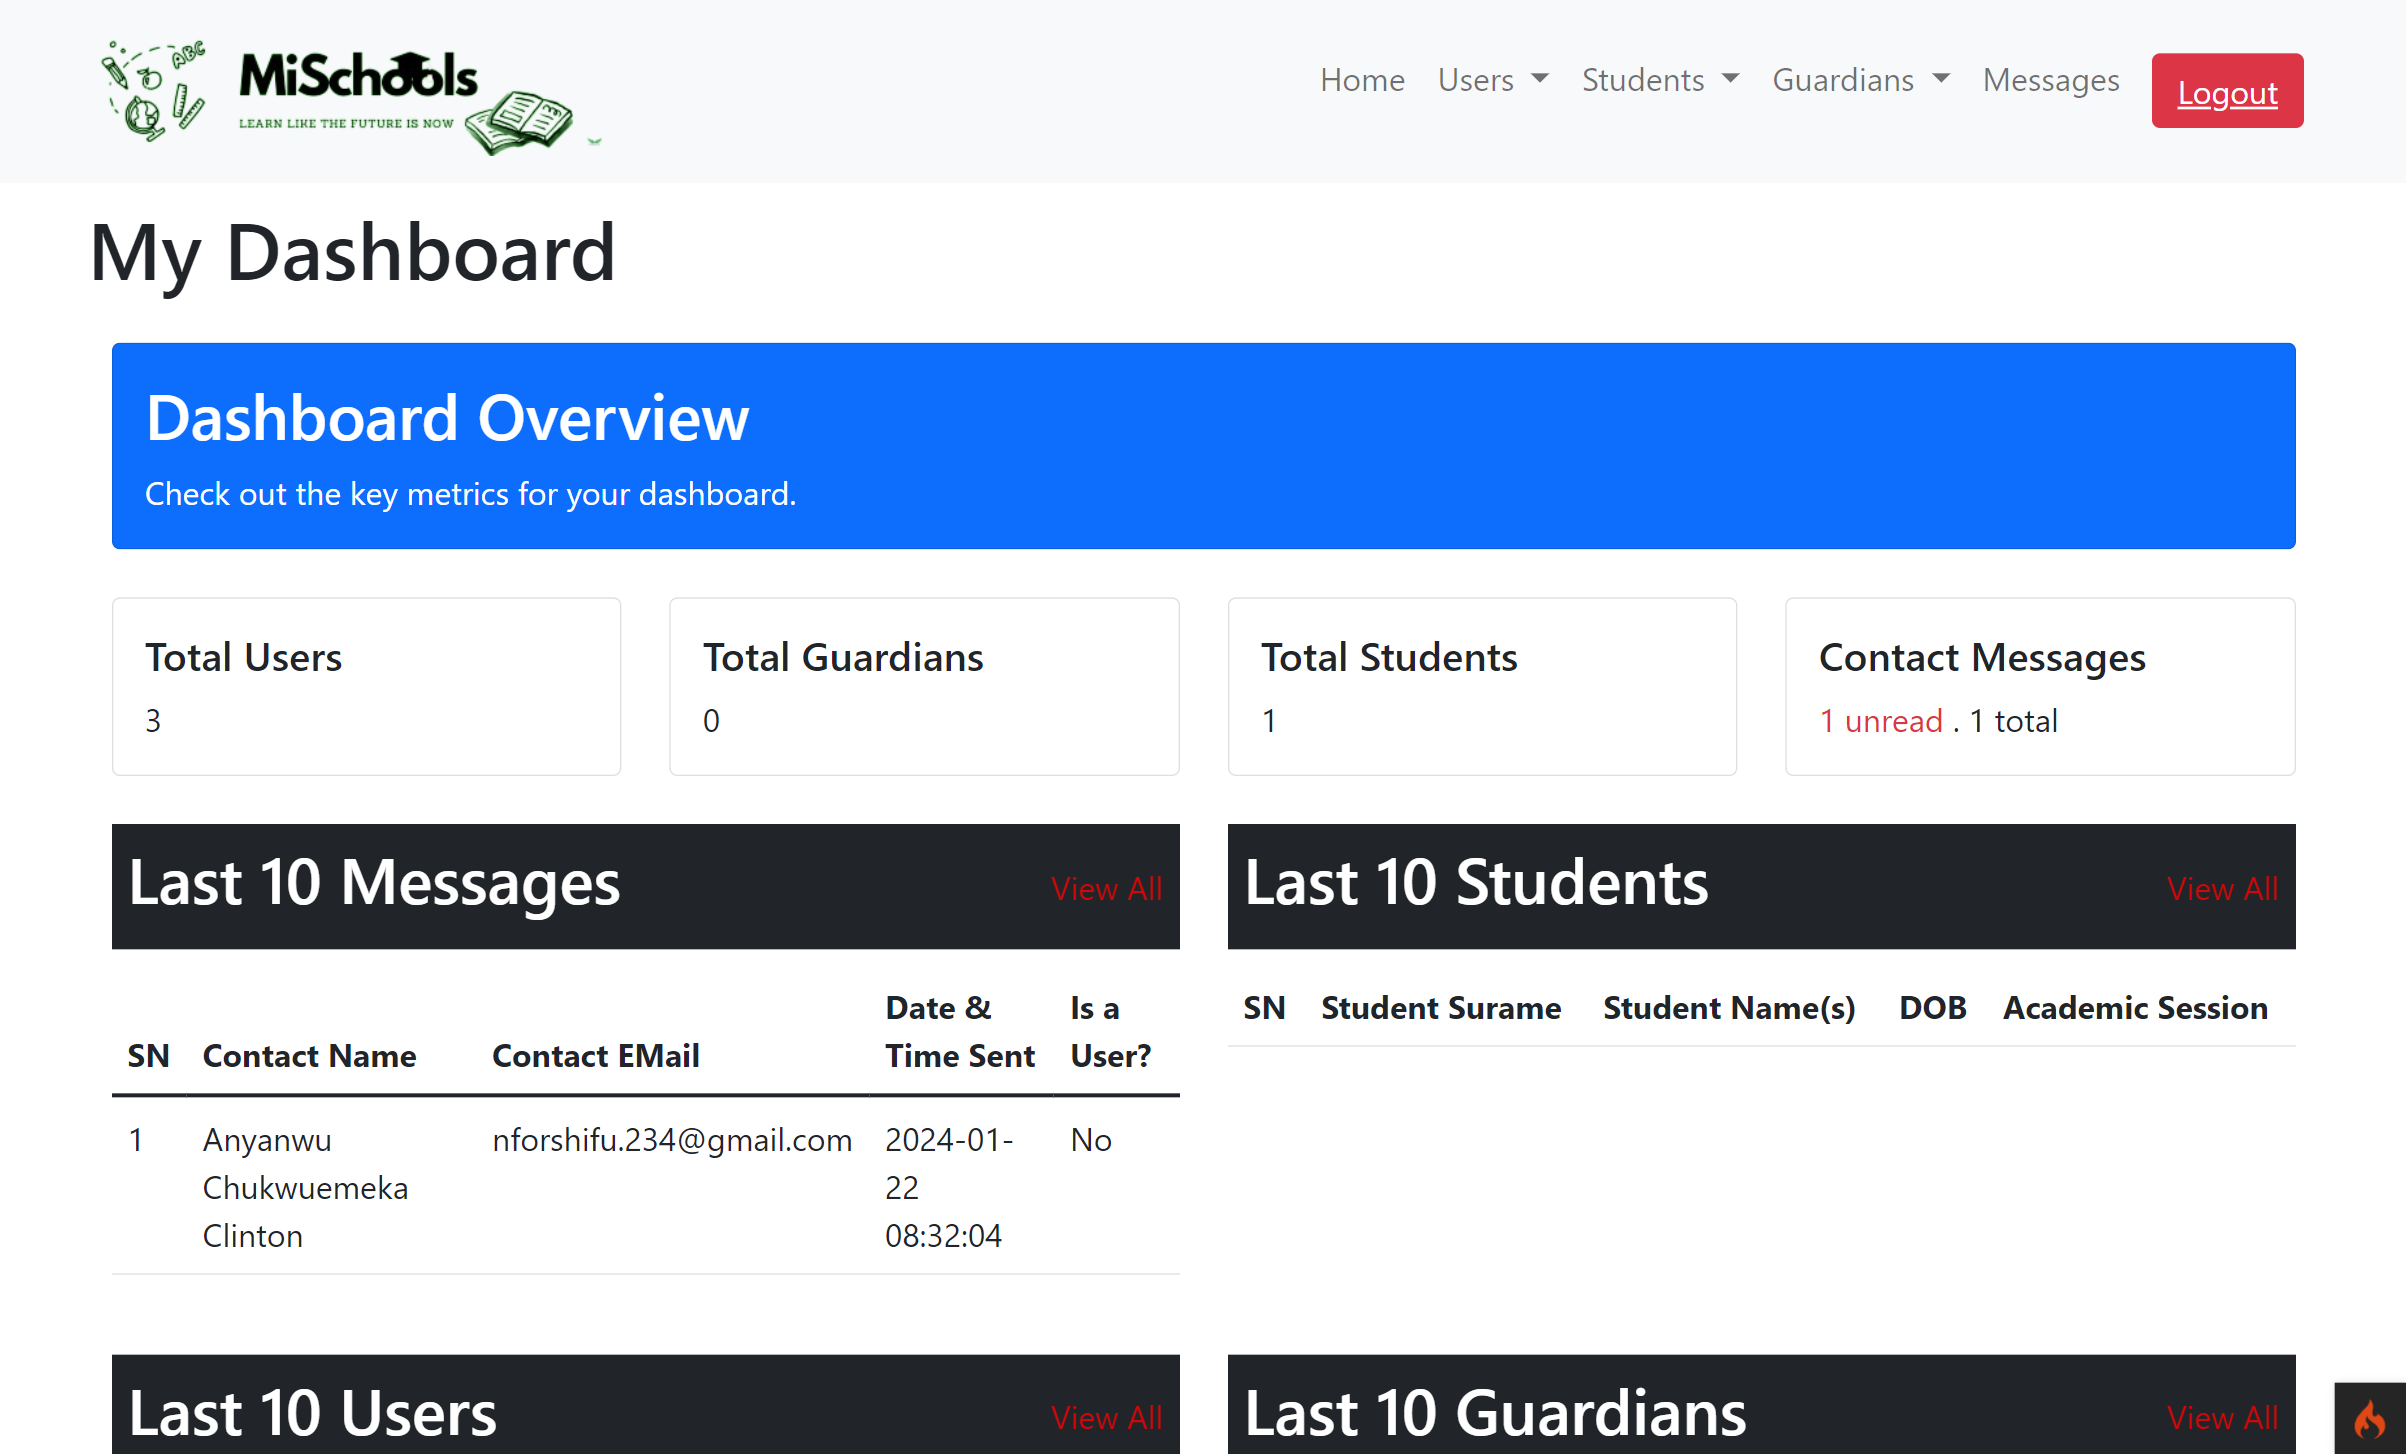 ABC
MiSchools
LEARN LIKE THE FUTURE IS NOW
Home Users Students Guardians Messages Logout
My Dashboard
Dashboard Overview
Check out the key metrics for your dashboard.
Total Users
3
Total Guardians
0
Total Students
1
Contact Messages
1 unread . 1 total
Last 10 Messages View All
SN Contact Name Contact EMail Date & Time Sent Is a User?
1 Anyanwu Chukwuemeka Clinton nforshifu.234@gmail.com 2024-01-22 08:32:04 No
Last 10 Students View All
SN Student Surame Student Name(s) DOB Academic Session
Last 10 Users View All
Last 10 Guardians View All